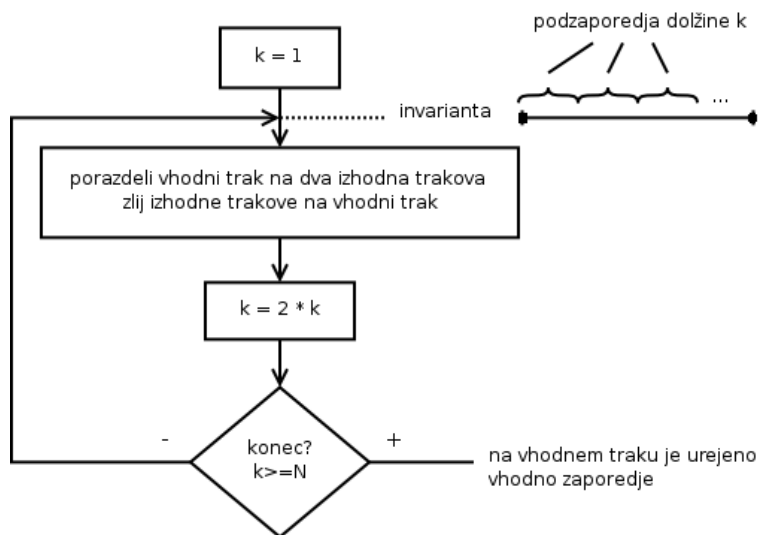 podzaporedja dolžine k
k = 1
invarianta
...
porazdeli vhodni trak na dva izhodna trakova
zlij izhodne trakove na vhodni trak
k = 2 * k
-
konec?
k>=N
+
na vhodnem traku je urejeno
vhodno zaporedje